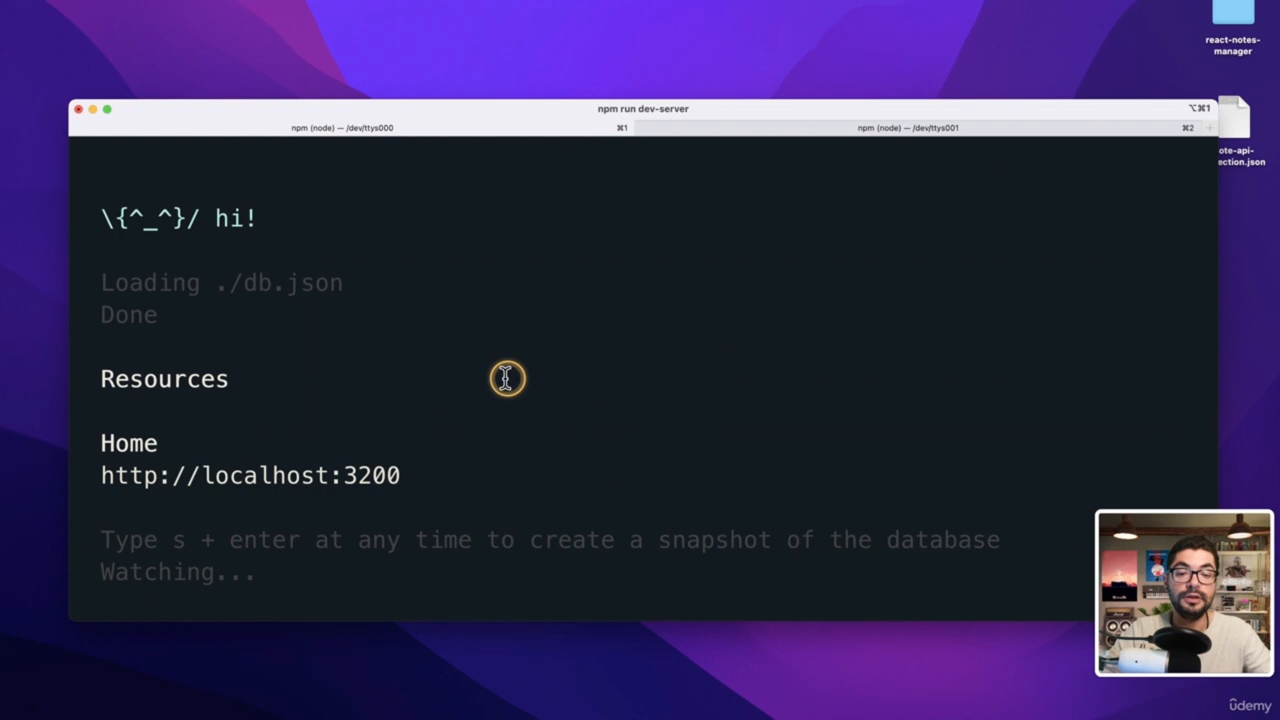 react-notes-
manager
npm run dev-server
⌥⌘1
npm (node) — /dev/ttys000
⌘1
npm (node) — /dev/ttys001
⌘2
+
ote-api-
ection.json
\{^_^}/ hi!
Loading ./db.json
Done
Resources
Home
http://localhost:3200
Type s + enter at any time to create a snapshot of the database
Watching...
ûdemy